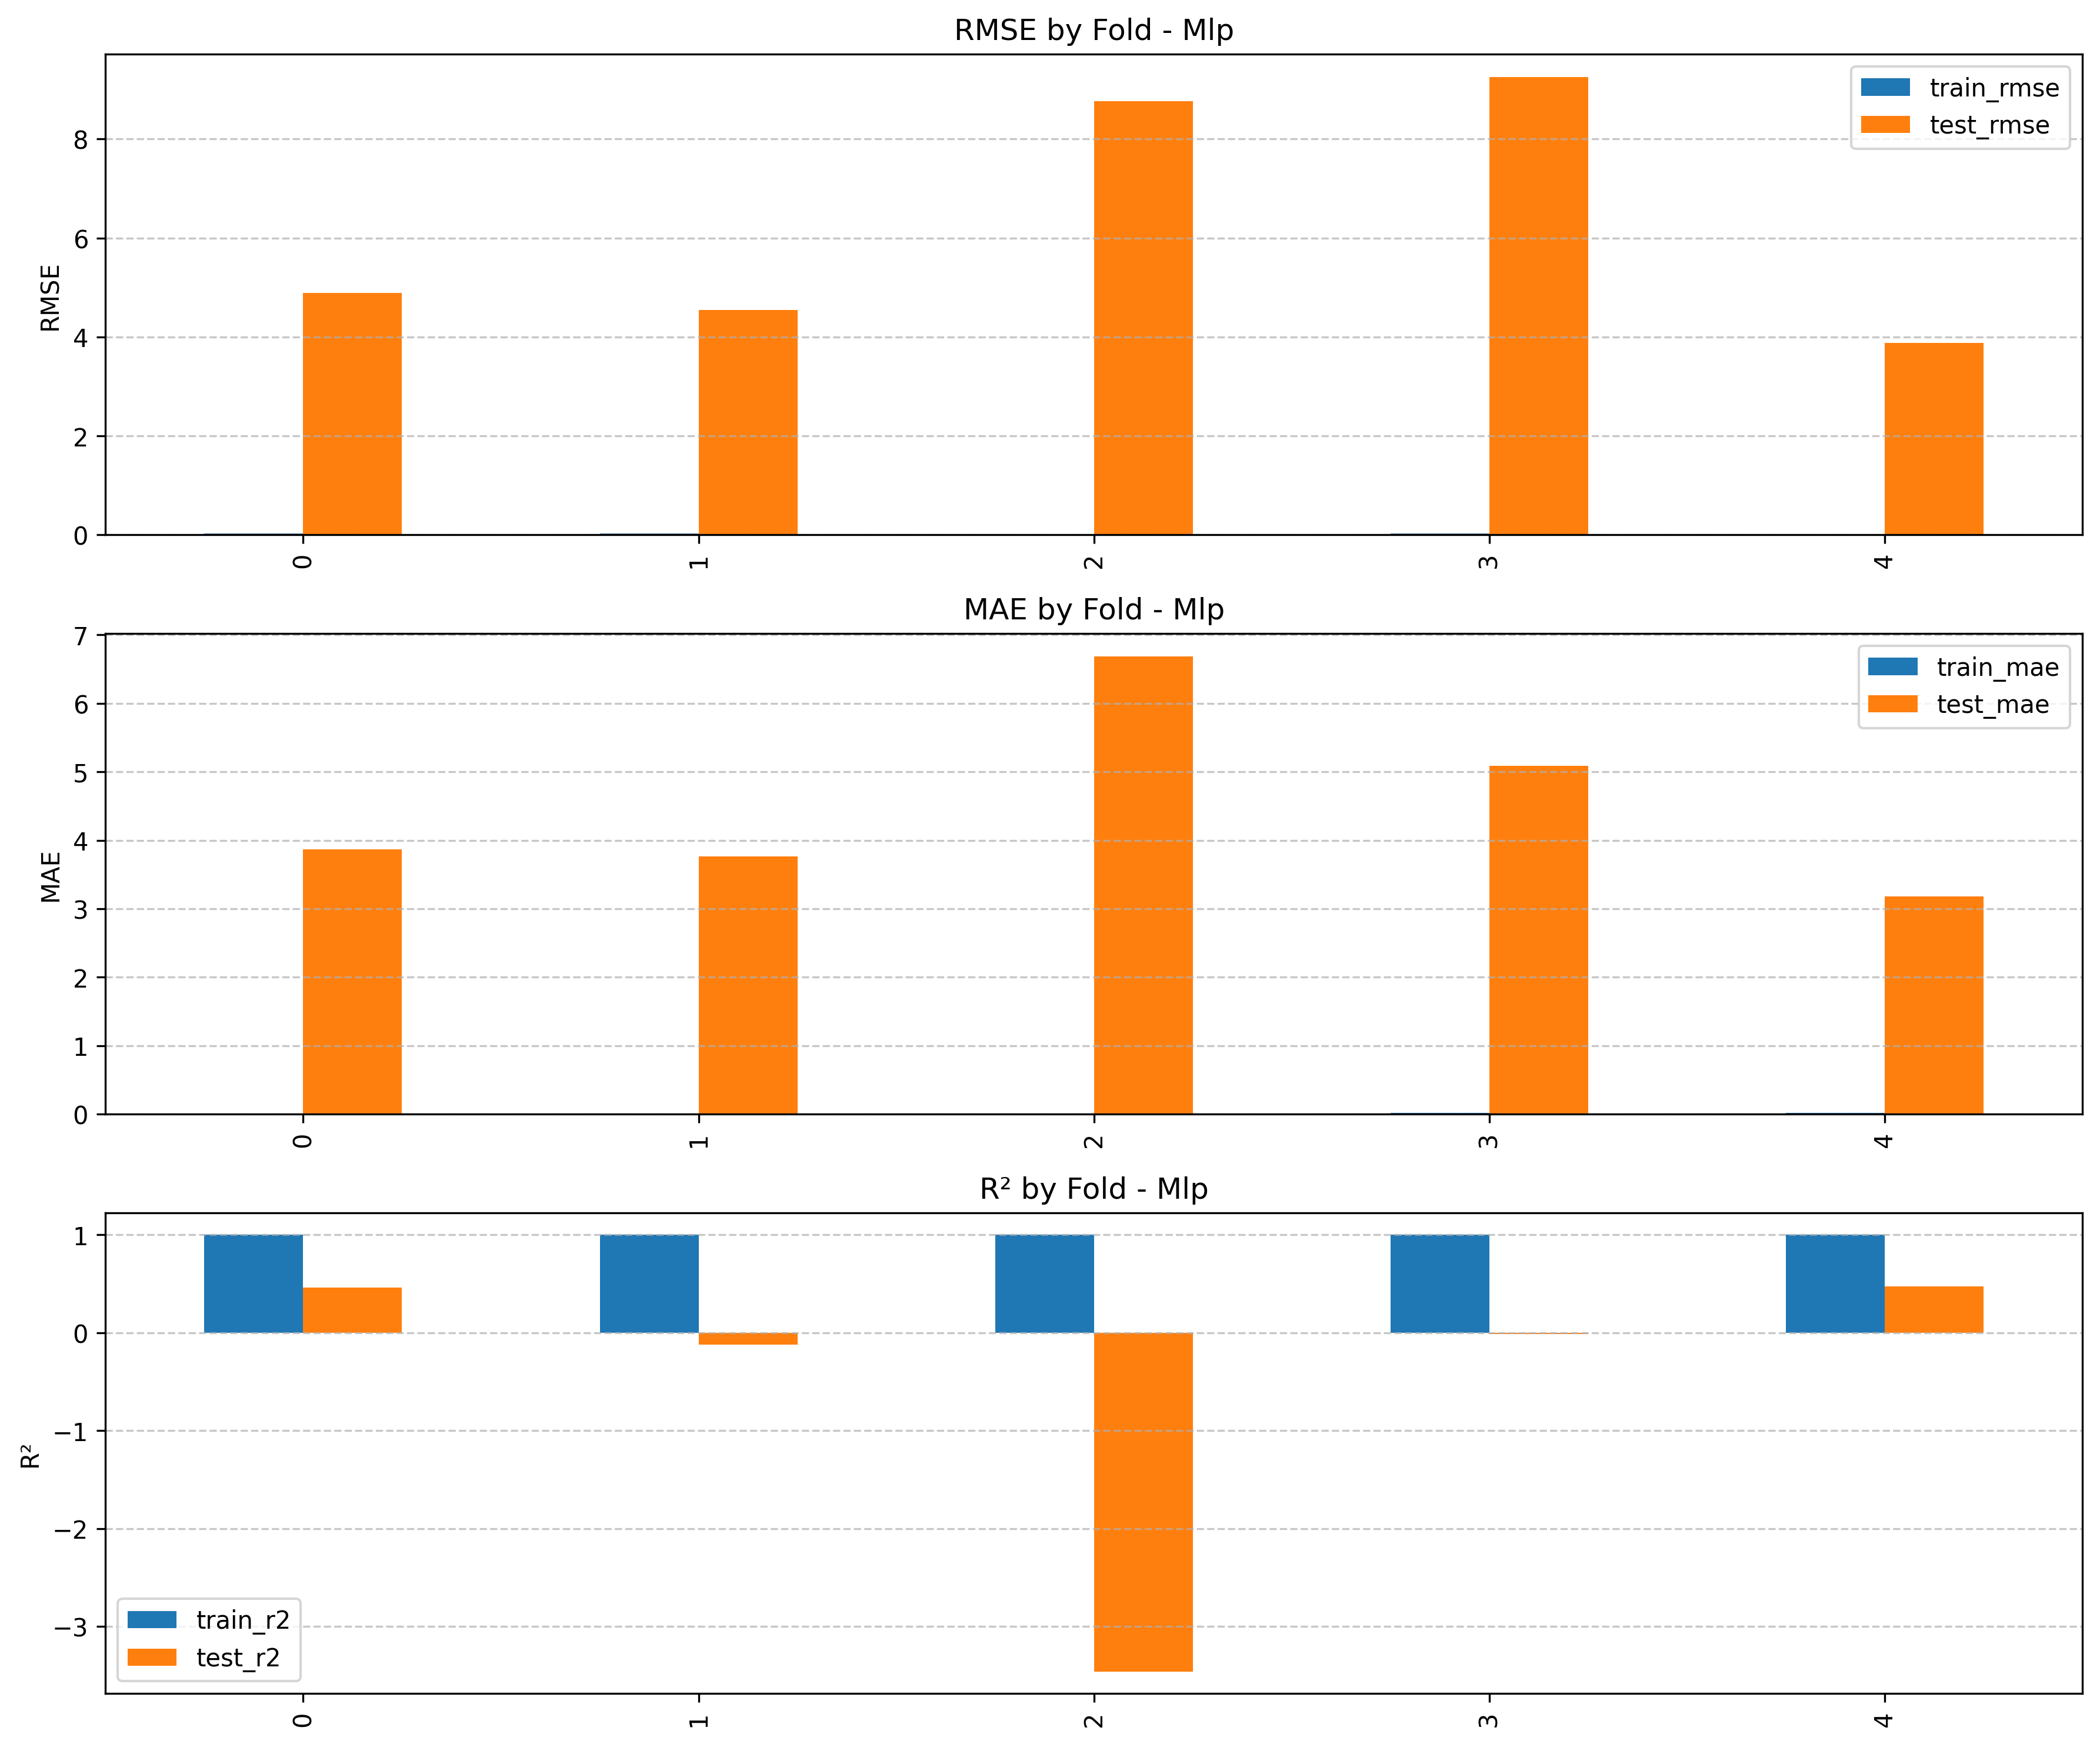 RMSE by Fold - Mlp
RMSE
8
6
4
2
0
train_rmse
test_rmse
0 1 2 3 4
MAE by Fold - Mlp
MAE
7
6
5
4
3
2
1
0
train_mae
test_mae
0 1 2 3 4
R² by Fold - Mlp
R²
1
0
−1
−2
−3
train_r2
test_r2
0 1 2 3 4